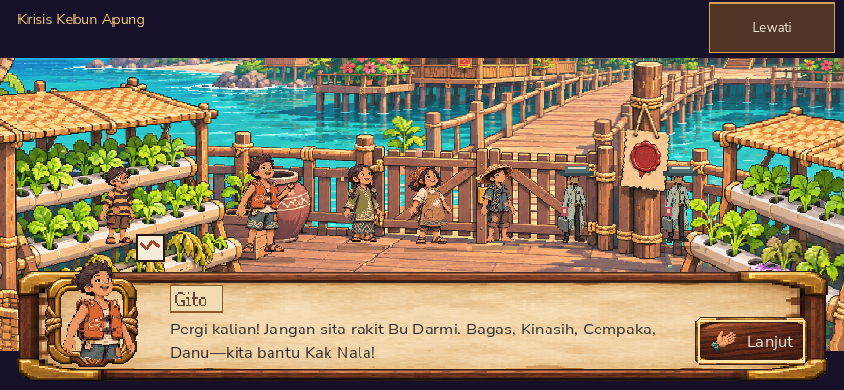 Krisis Kebun Apung
Lewati
Gito
Pergi kalian! Jangan sita rakit Bu Darmi. Bagas, Kinasih, Cempaka,
Danu—kita bantu Kak Nala!
Lanjut